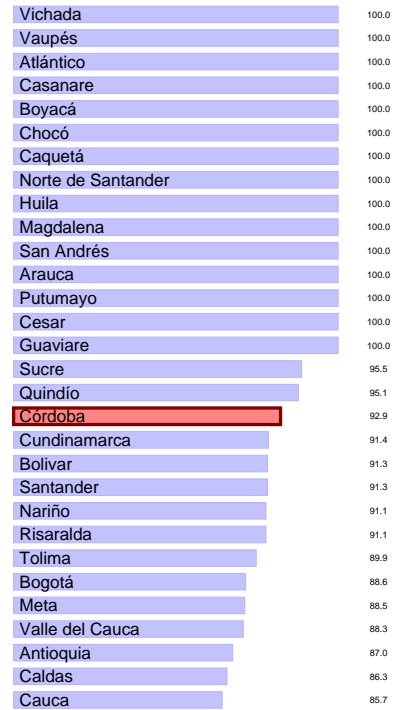 Vichada 100.0
Vaupés 100.0
Atlántico 100.0
Casanare 100.0
Boyacá 100.0
Chocó 100.0
Caquetá 100.0
Norte de Santander 100.0
Huila 100.0
Magdalena 100.0
San Andrés 100.0
Arauca 100.0
Putumayo 100.0
Cesar 100.0
Guaviare 100.0
Sucre 95.5
Quindío 95.1
Córdoba 92.9
Cundinamarca 91.4
Bolivar 91.3
Santander 91.3
Nariño 91.1
Risaralda 91.1
Tolima 89.9
Bogotá 88.6
Meta 88.5
Valle del Cauca 88.3
Antioquia 87.0
Caldas 86.3
Cauca 85.7